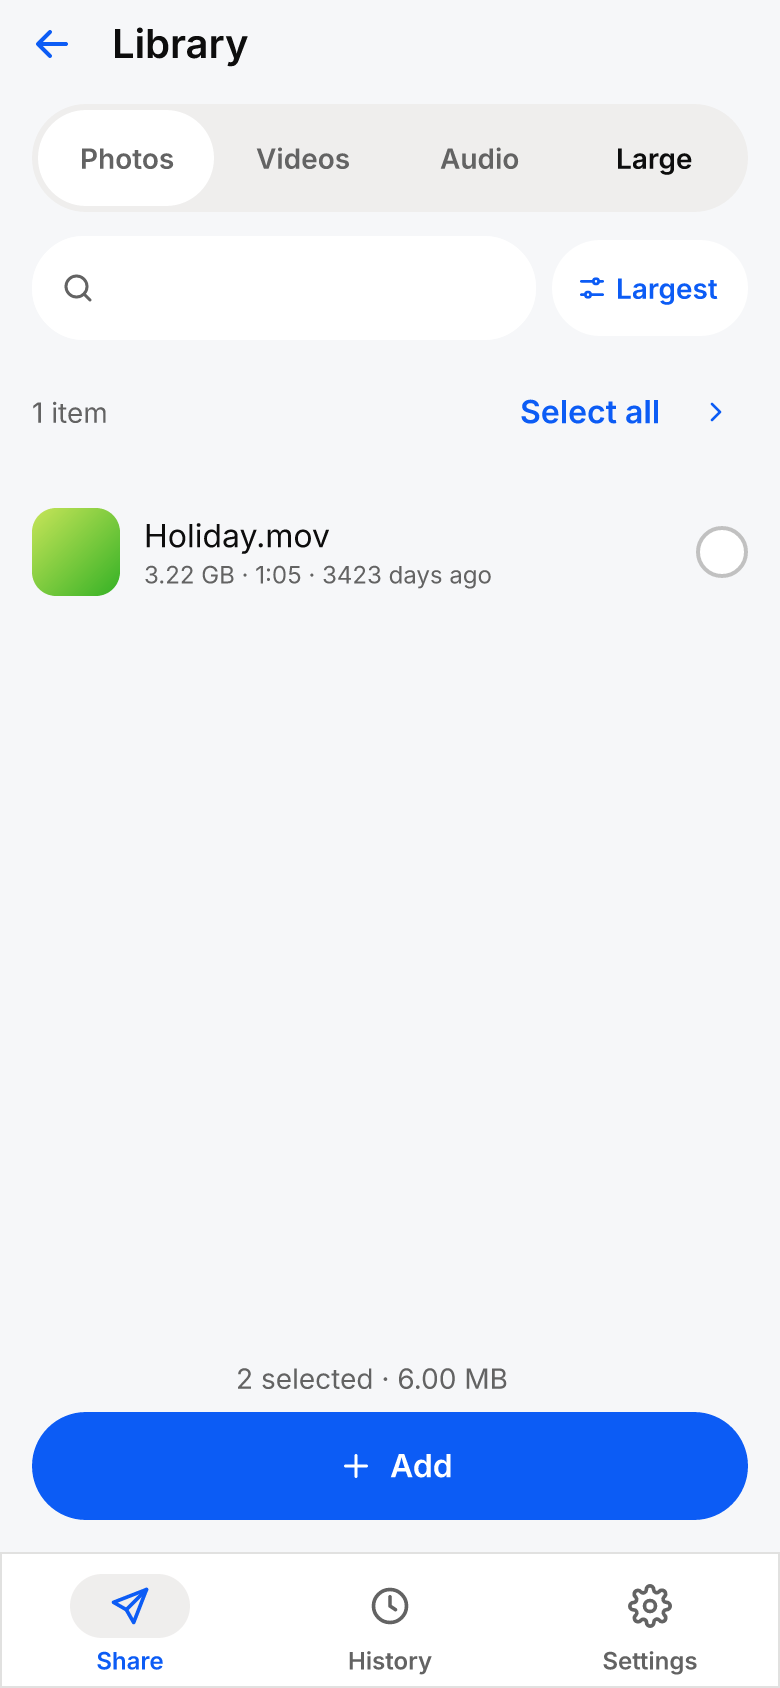 Library
Photos Videos Audio Large
Largest
1 item Select all
Holiday.mov
3.22 GB · 1:05 · 3423 days ago
2 selected · 6.00 MB
Add
Share History Settings